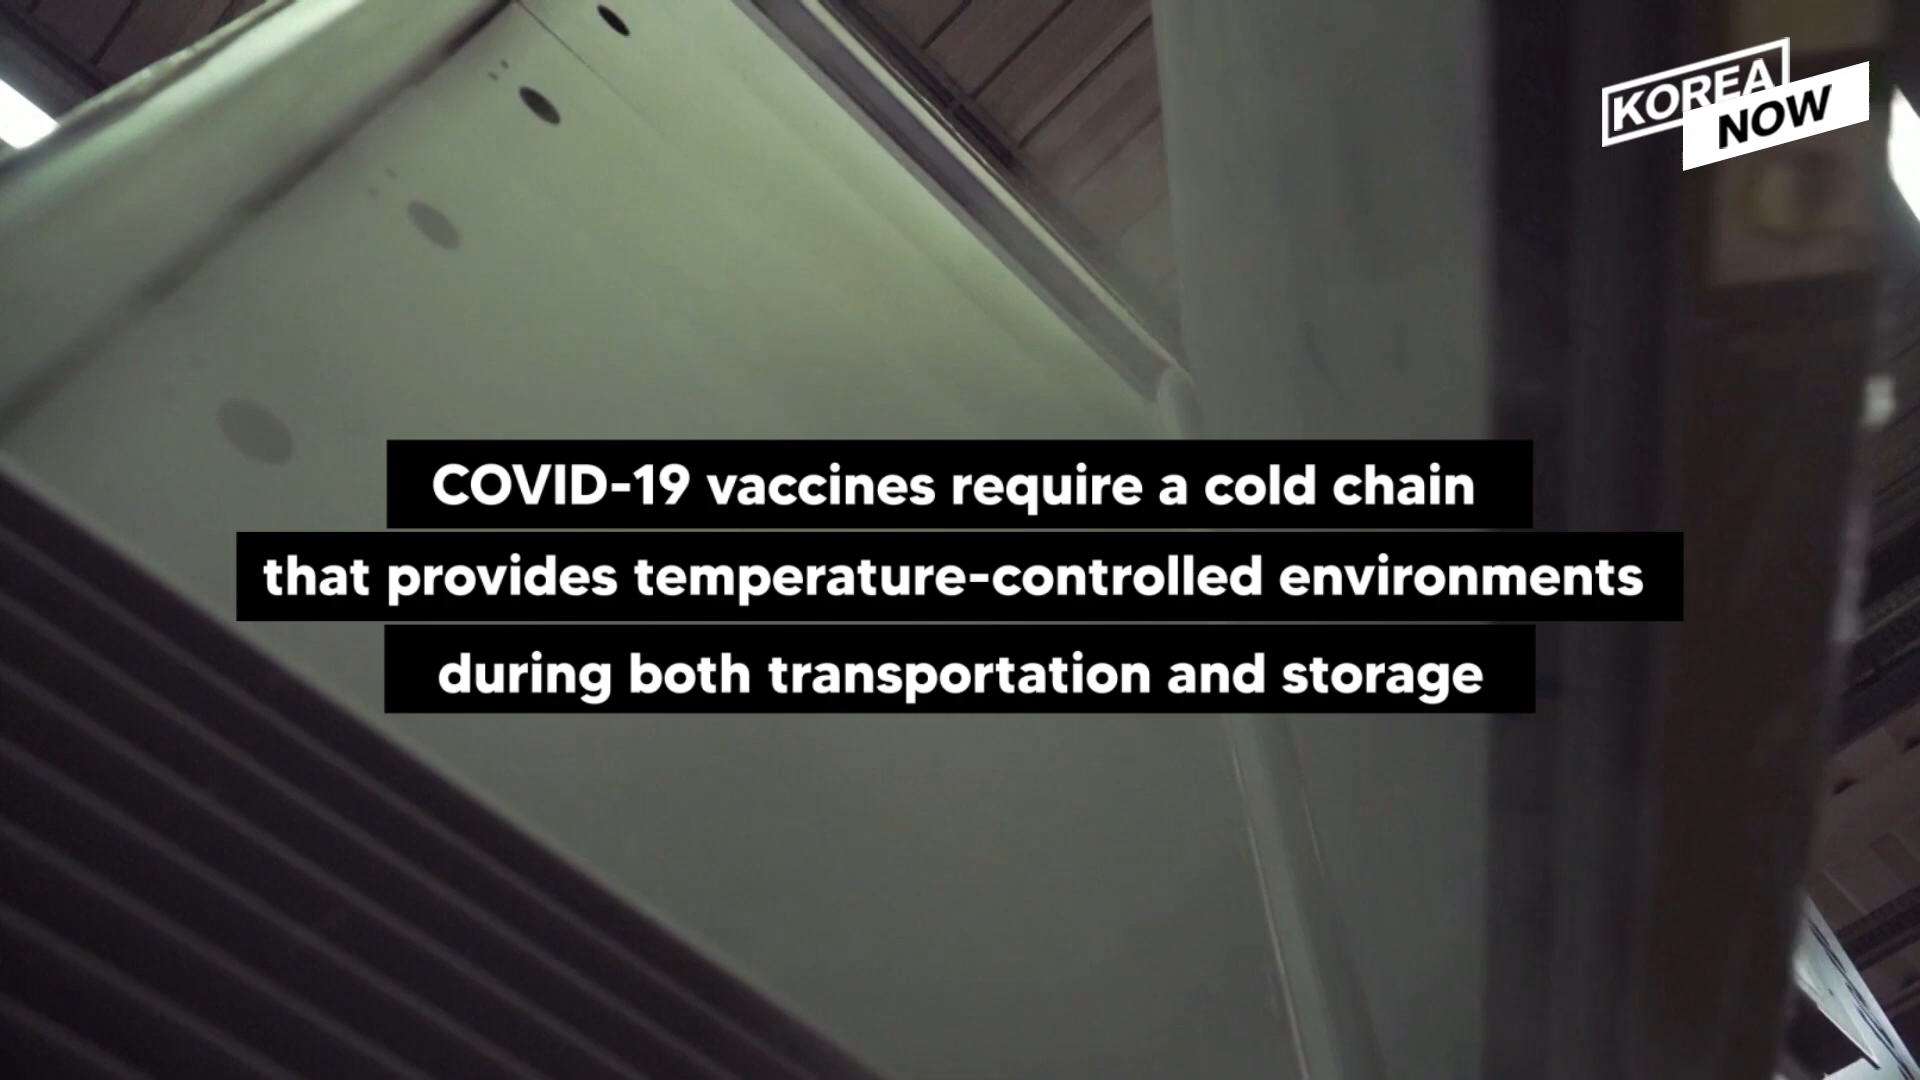 KOREA
NOW
COVID-19 vaccines require a cold chain
that provides temperature-controlled environments
during both transportation and storage